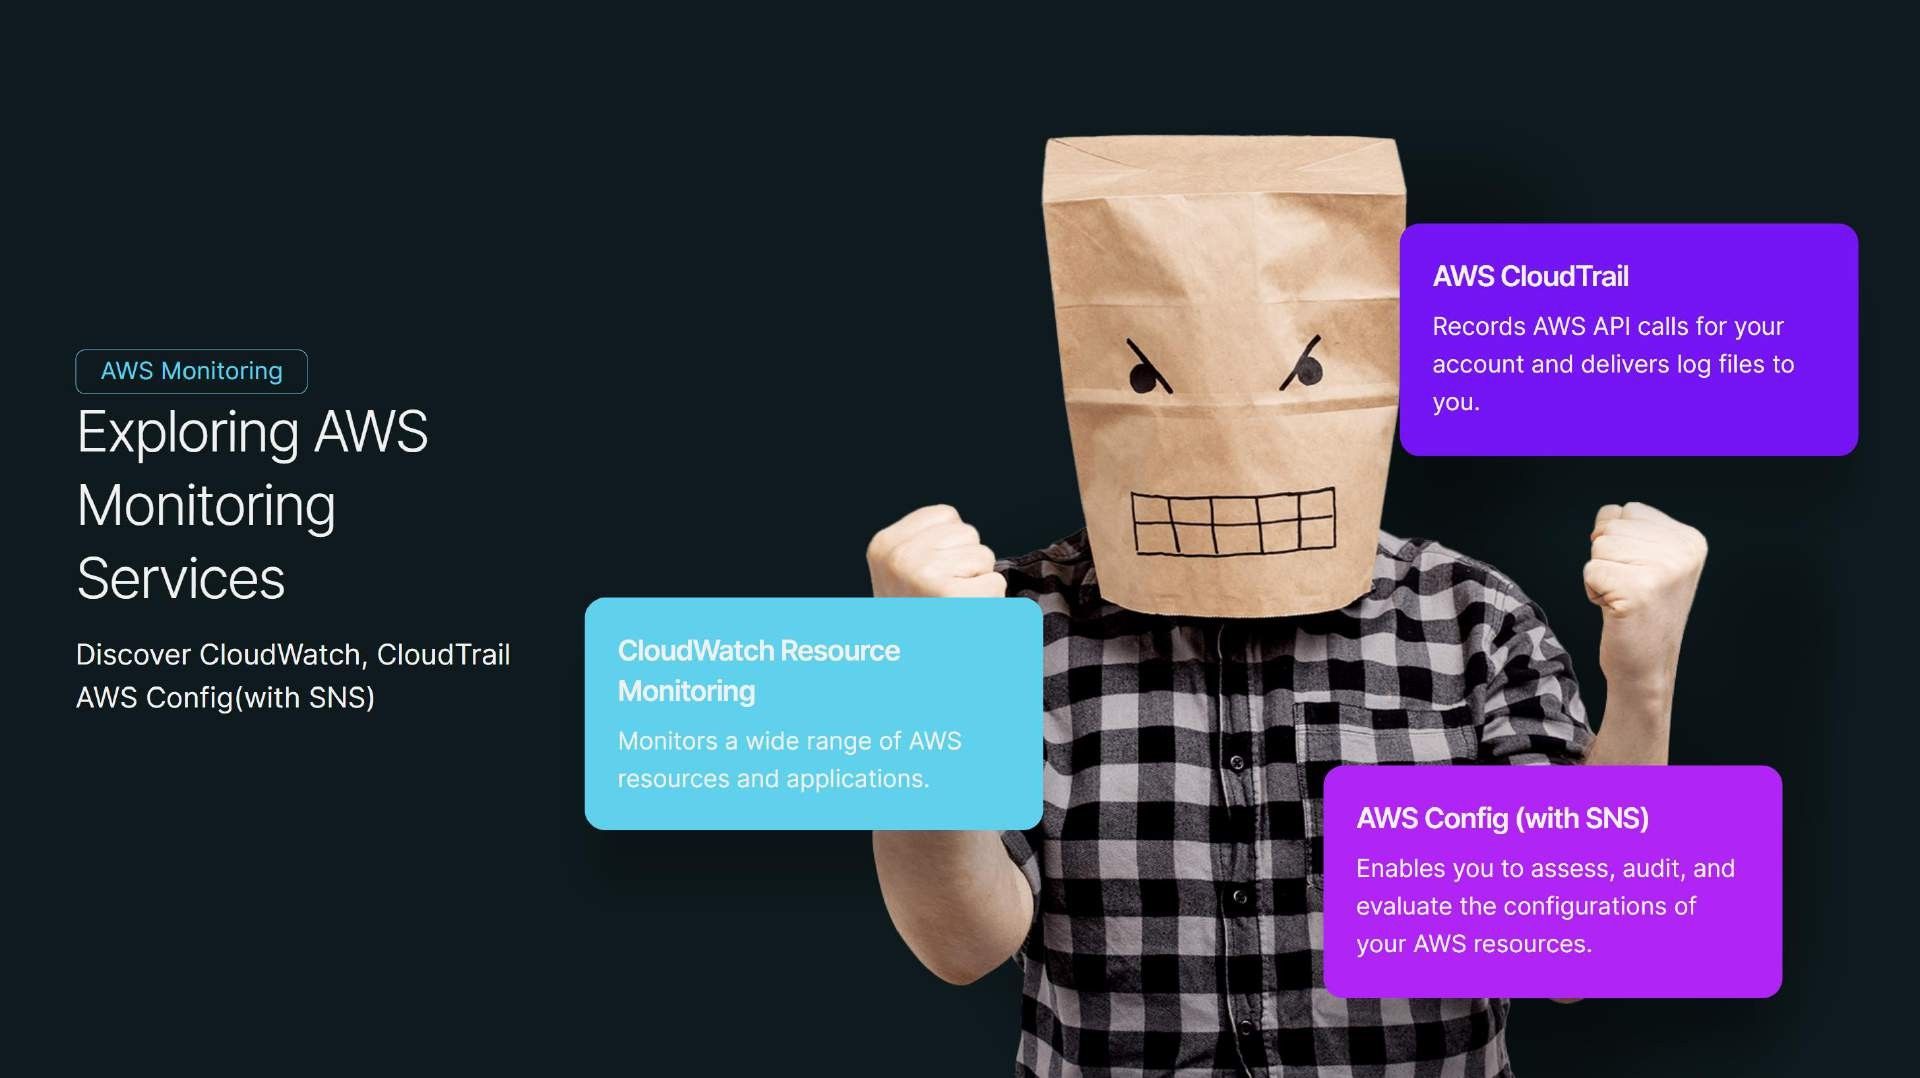 AWS Monitoring
Exploring AWS
Monitoring
Services
Discover CloudWatch, CloudTrail
AWS Config(with SNS)
AWS CloudTrail
Records AWS API calls for your
account and delivers log files to
you.
CloudWatch Resource
Monitoring
Monitors a wide range of AWS
resources and applications.
AWS Config (with SNS)
Enables you to assess, audit, and
evaluate the configurations of
your AWS resources.